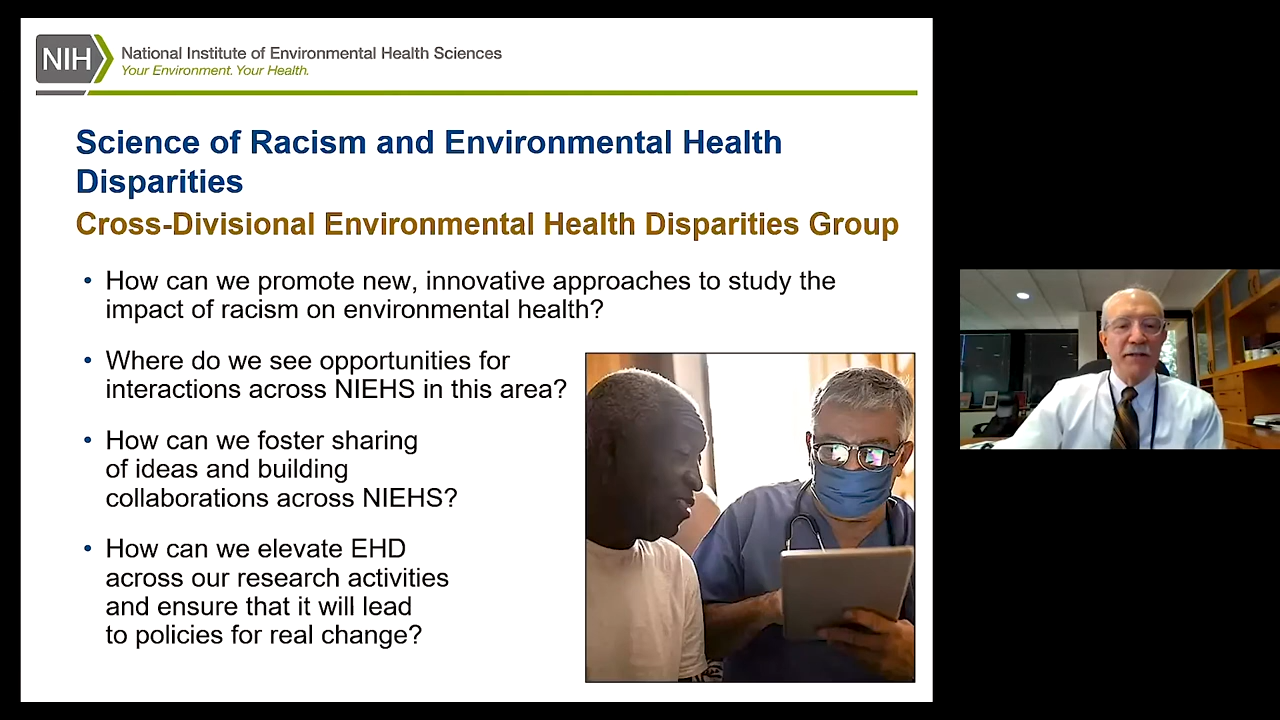 NIH
National Institute of Environmental Health Sciences
Your Environment. Your Health.
Science of Racism and Environmental Health
Disparities
Cross-Divisional Environmental Health Disparities Group
• How can we promote new, innovative approaches to study the
impact of racism on environmental health?
• Where do we see opportunities for
interactions across NIEHS in this area?
• How can we foster sharing
of ideas and building
collaborations across NIEHS?
• How can we elevate EHD
across our research activities
and ensure that it will lead
to policies for real change?